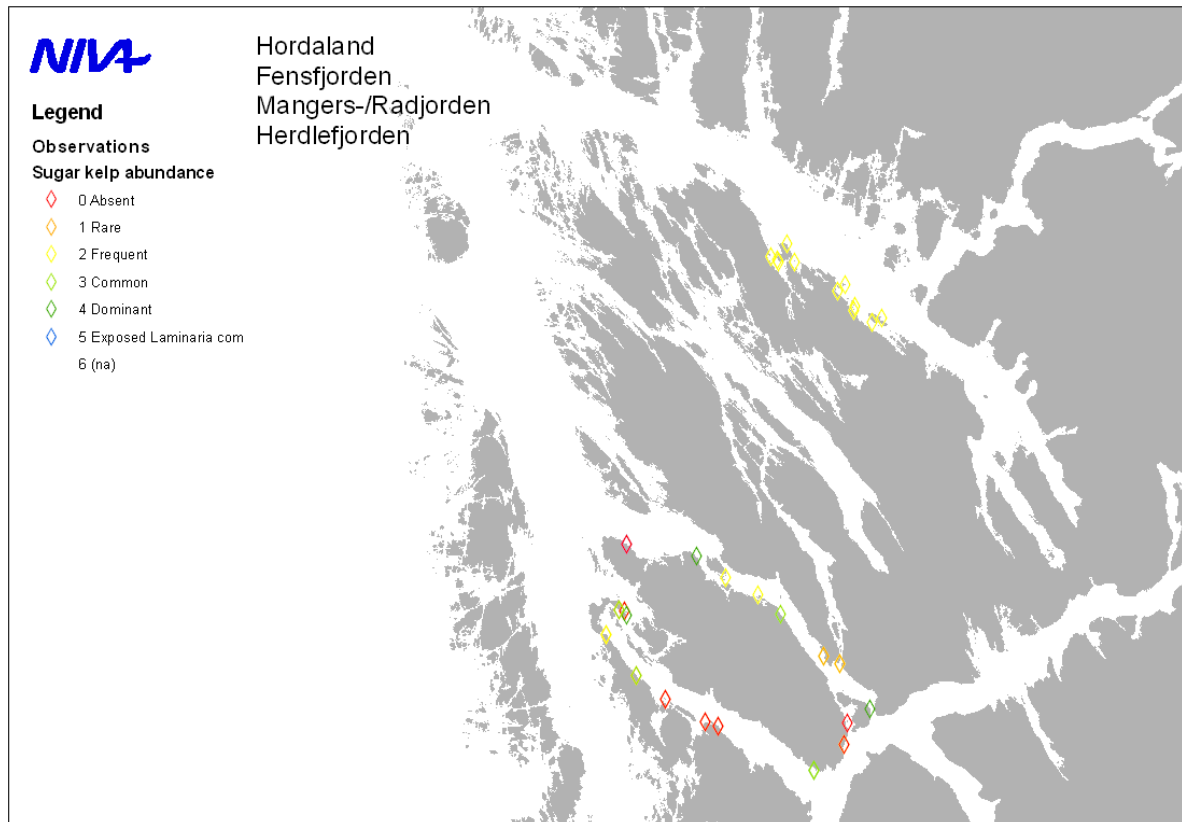 NIVA
Hordaland
Fensfjorden
Mangers-/Radjorden
Herdlefjorden
Legend
Observations
Sugar kelp abundance
0 Absent
1 Rare
2 Frequent
3 Common
4 Dominant
5 Exposed Laminaria com
6 (na)